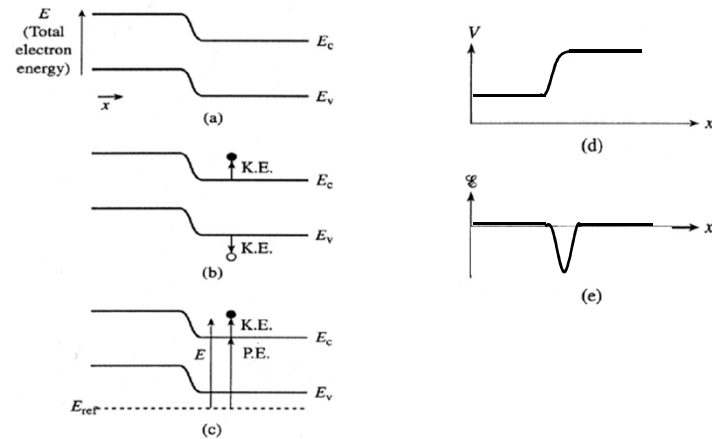 E
(Total
electron
energy)
x
E_c
E_v
(a)
K.E.
E_c
K.E.
E_v
(b)
K.E.
E_c
E
P.E.
E_v
E_ref
(c)
V
x
(d)
ℰ
x
(e)